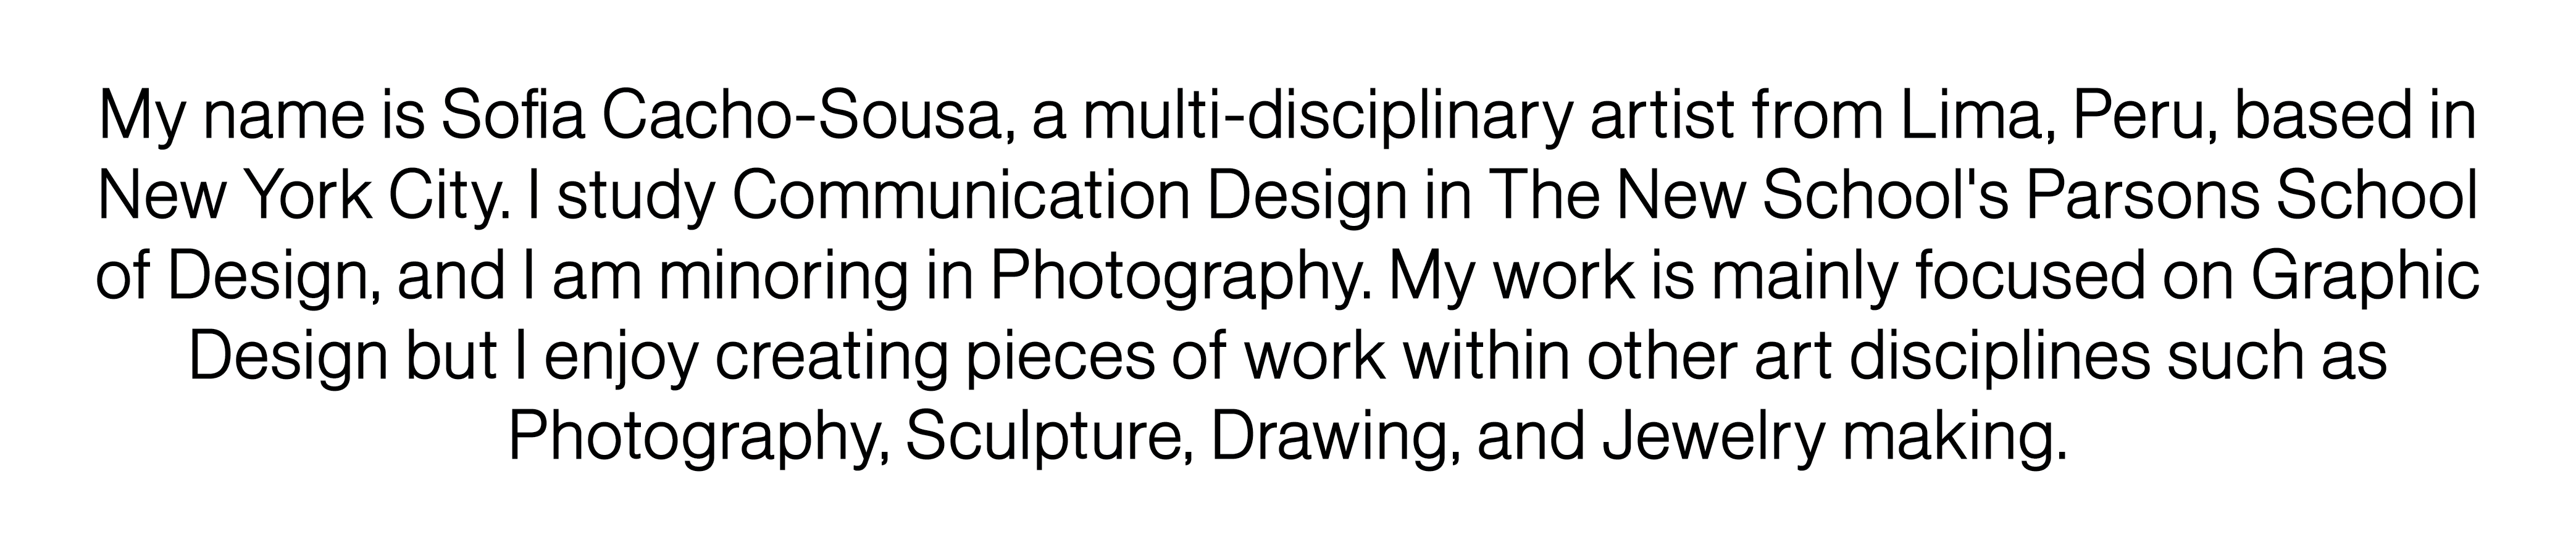 My name is Sofia Cacho-Sousa, a multi-disciplinary artist from Lima, Peru, based in
New York City. I study Communication Design in The New School's Parsons School
of Design, and I am minoring in Photography. My work is mainly focused on Graphic
Design but I enjoy creating pieces of work within other art disciplines such as
Photography, Sculpture, Drawing, and Jewelry making.